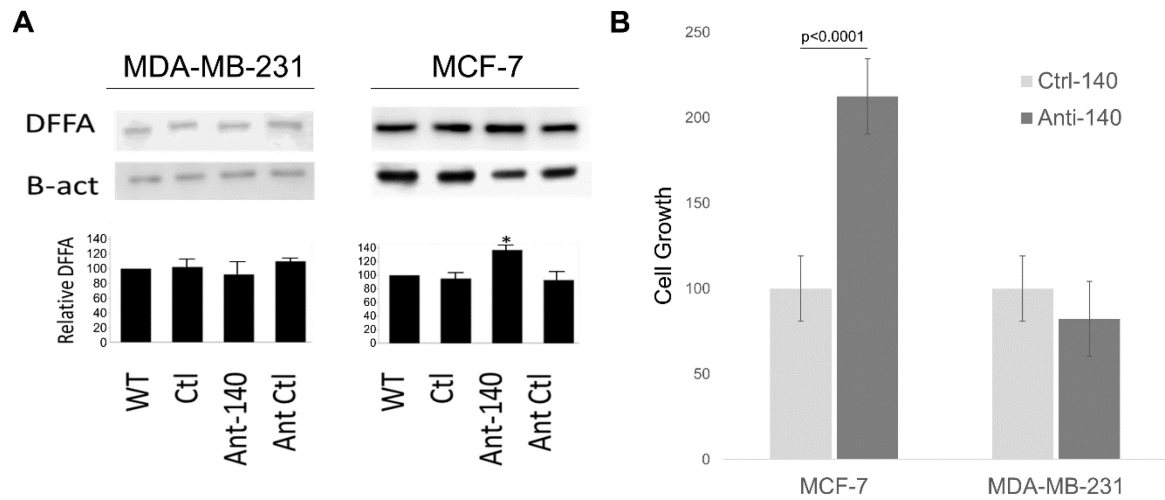 A
MDA-MB-231
MCF-7
DFFA
B-act
Relative DFFA
140
120
100
80
60
40
20
0
WT
Ctl
Ant-140
Ant Ctl
140
120
100
80
60
40
20
0
*
WT
Ctl
Ant-140
Ant Ctl
B
Cell Growth
250
200
150
100
50
0
p<0.0001
Ctrl-140
Anti-140
MCF-7
MDA-MB-231